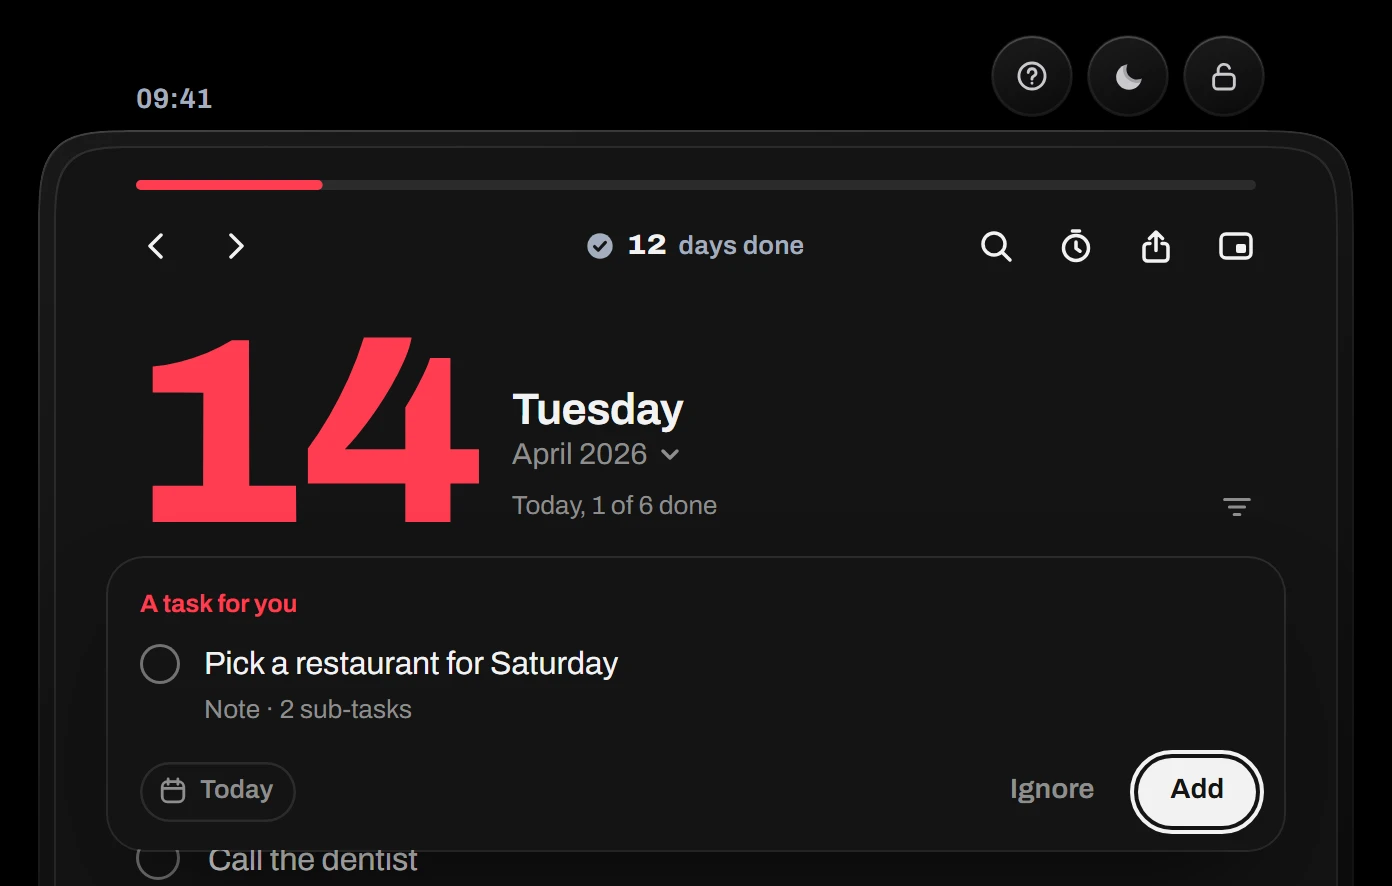 09:41
12 days done
14
Tuesday
April 2026
Today, 1 of 6 done
A task for you
Pick a restaurant for Saturday
Note · 2 sub-tasks
Today
Ignore
Add
Call the dentist